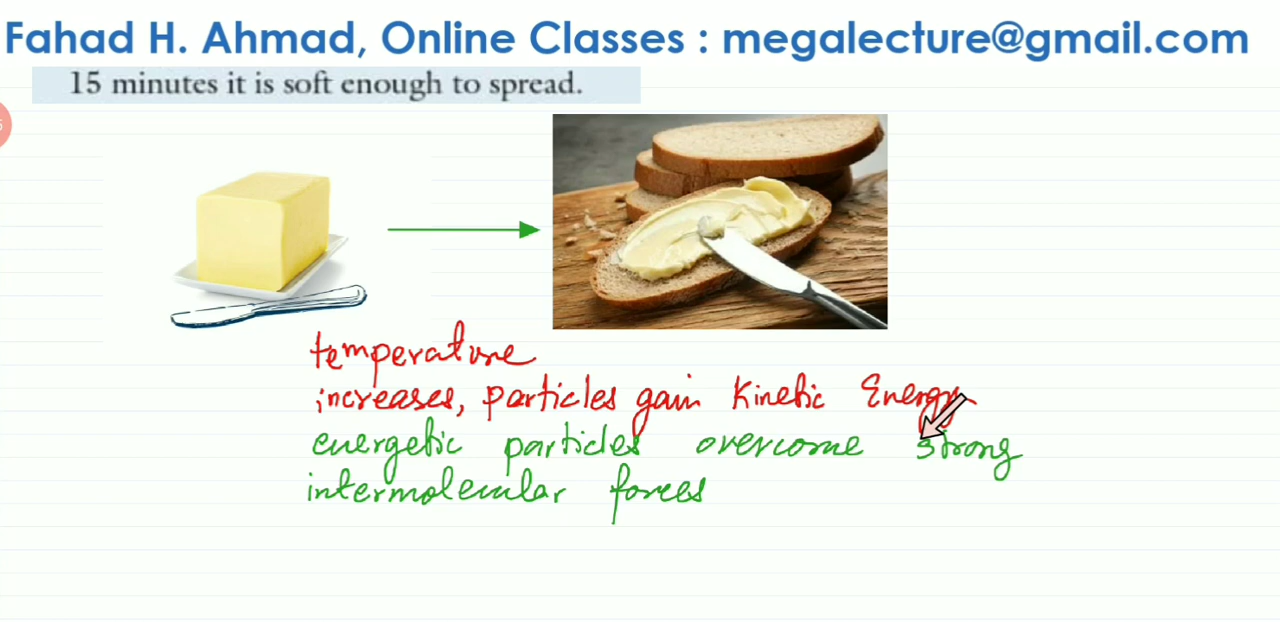 Fahad H. Ahmad, Online Classes : megalecture@gmail.com
15 minutes it is soft enough to spread.
temperature
increases, particles gain Kinetic Energy
energetic particles overcome strong
intermolecular forces